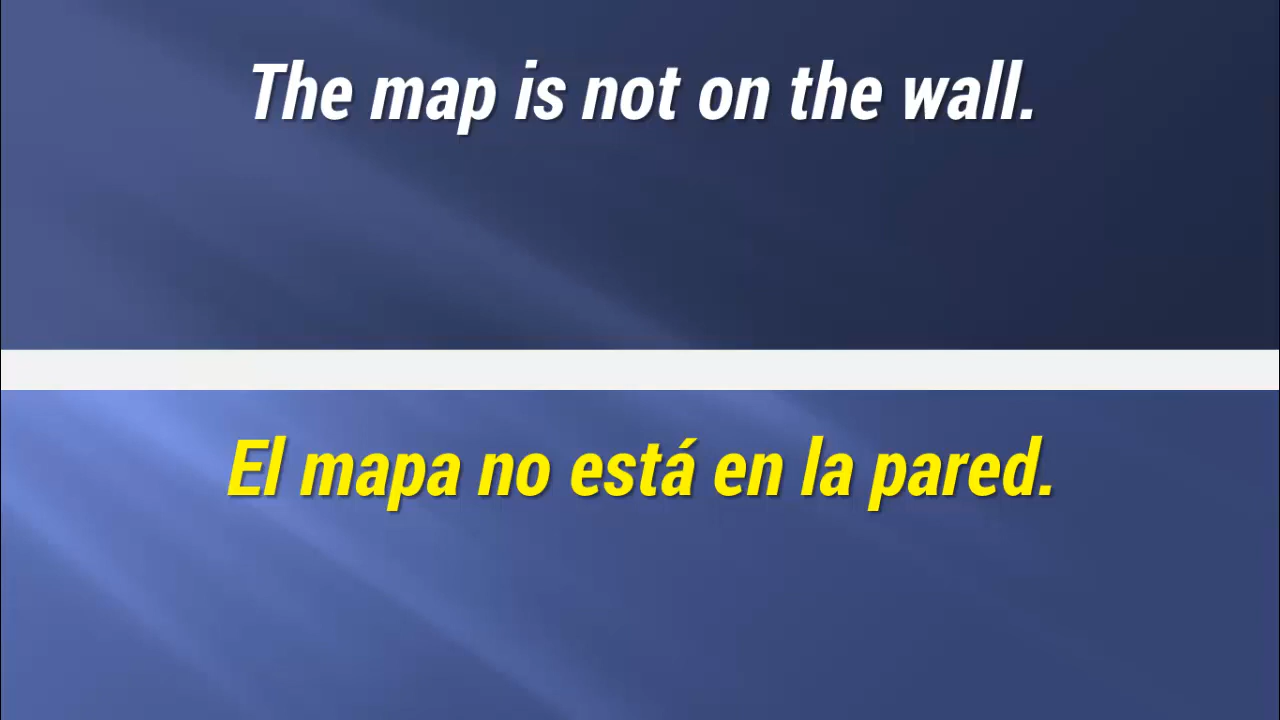 The map is not on the wall.
El mapa no está en la pared.